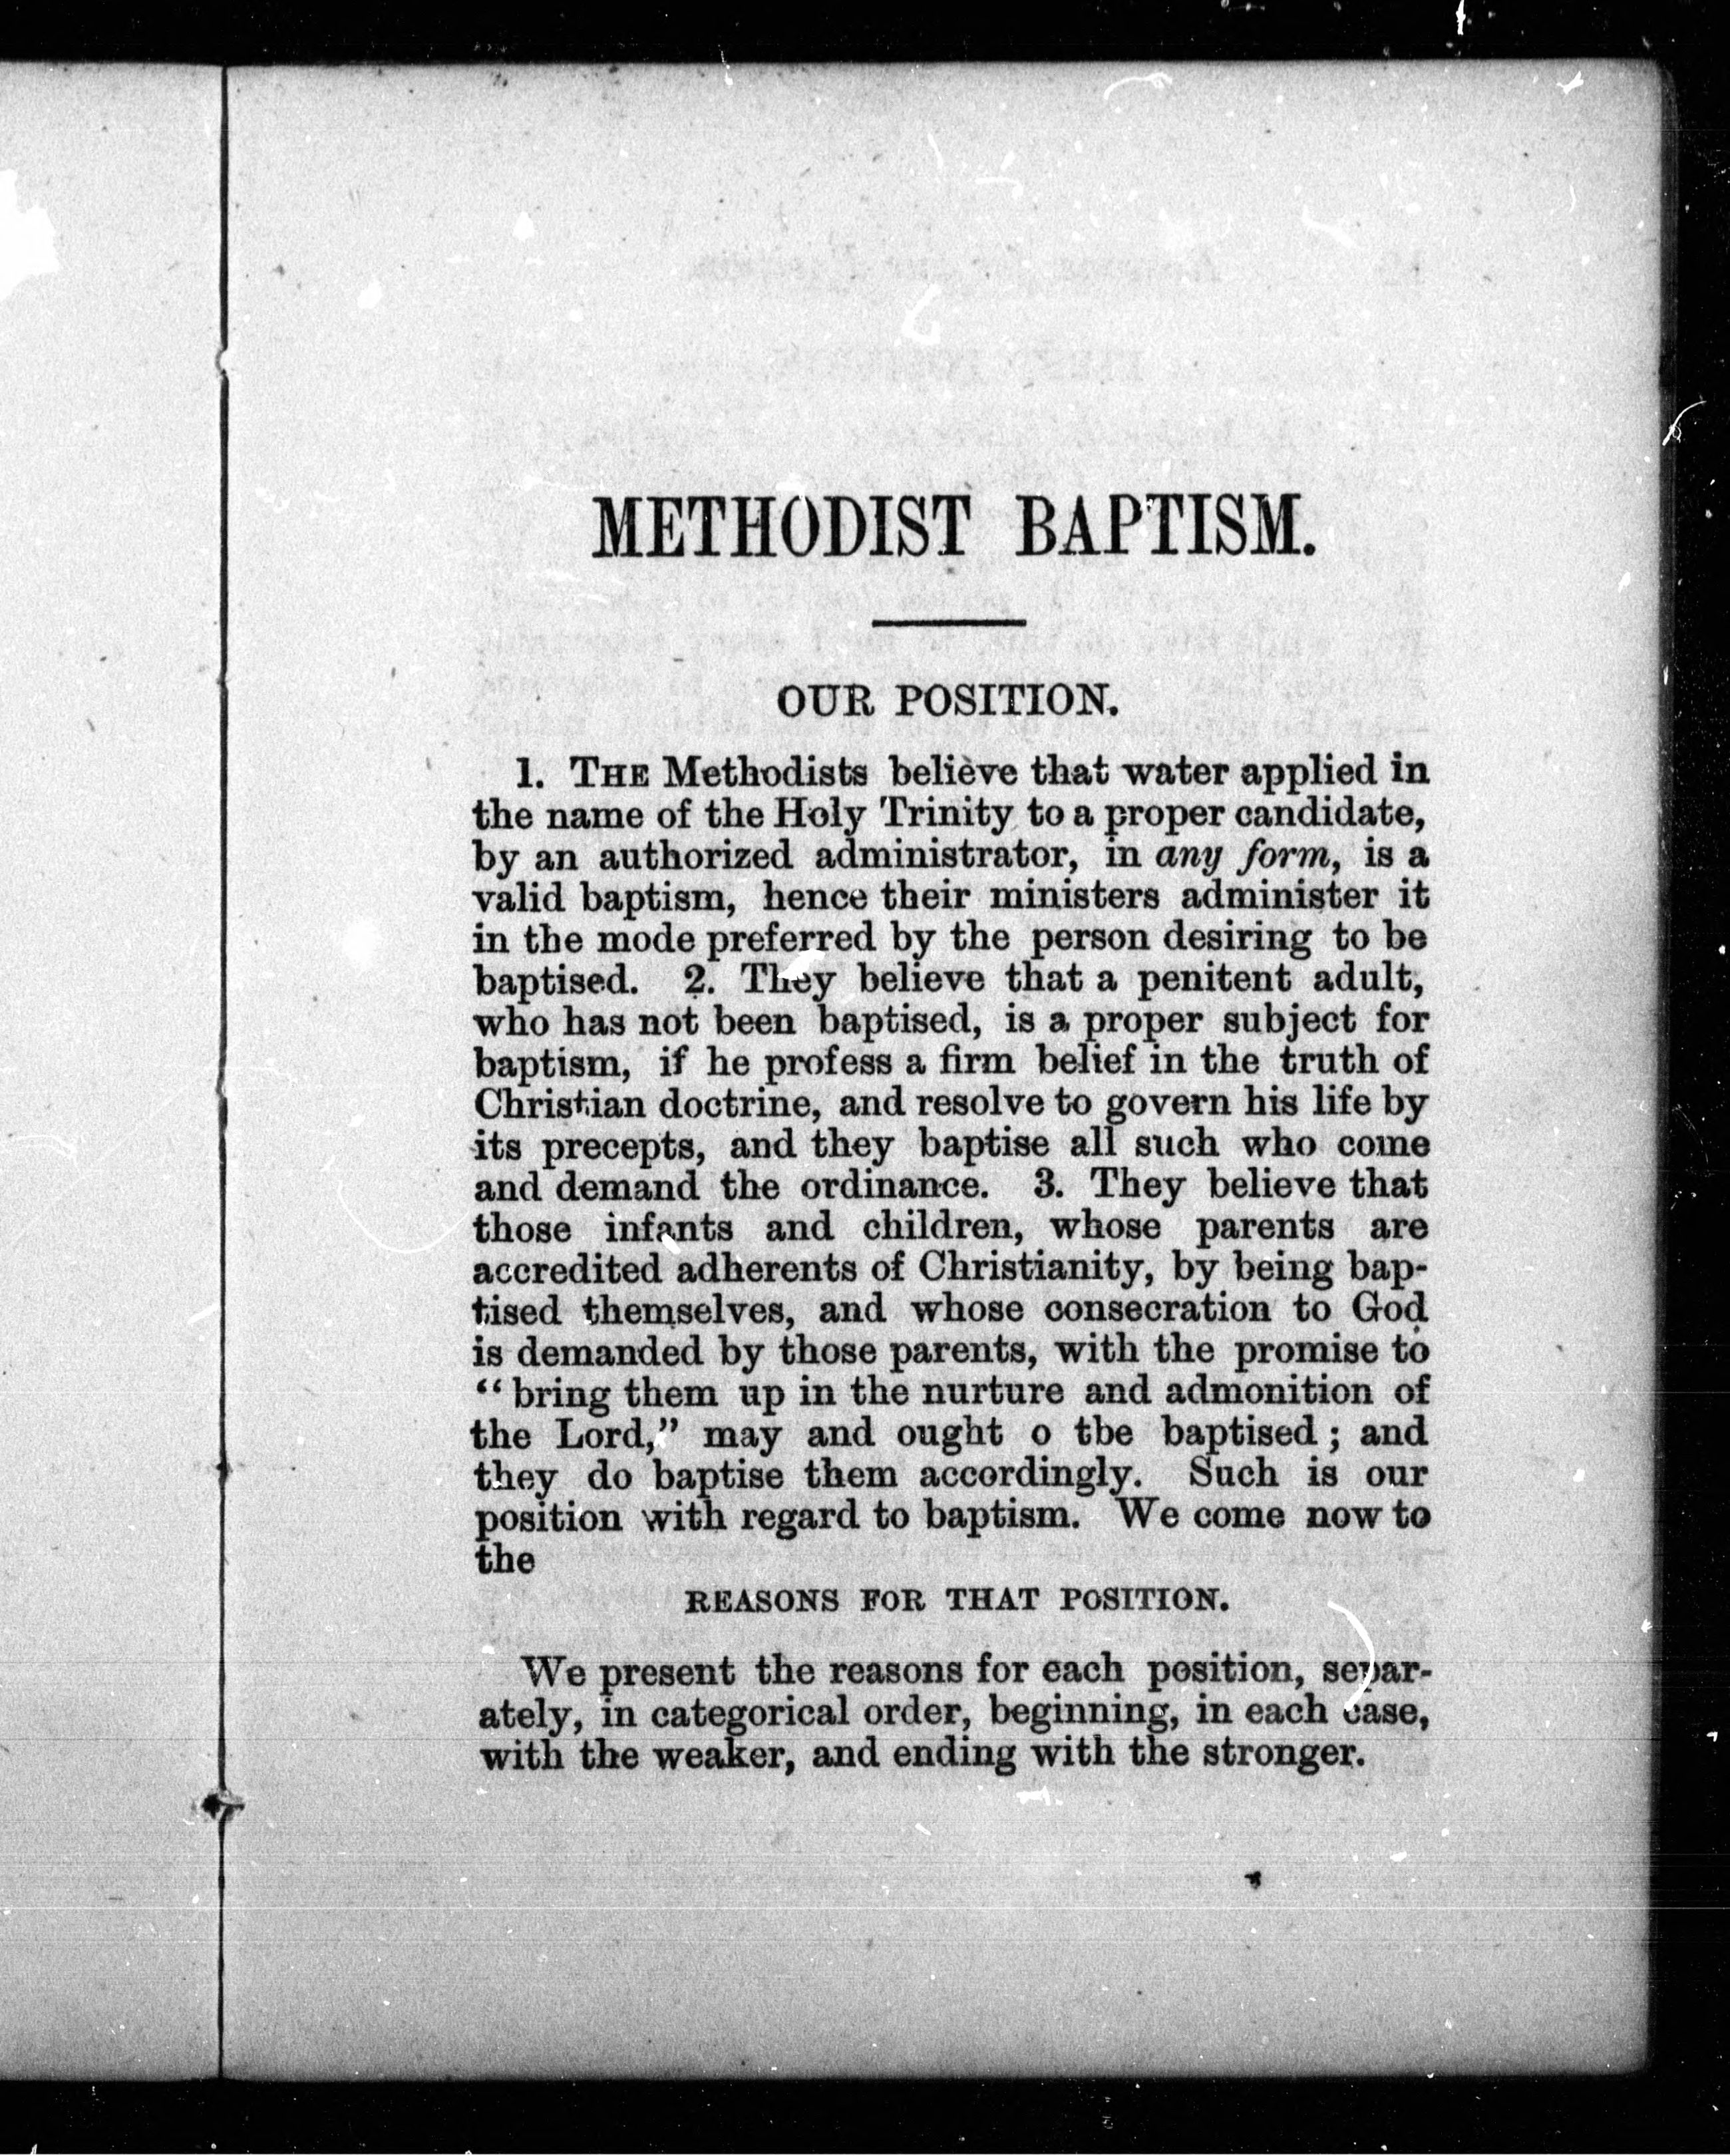 METHODIST BAPTISM.
OUR POSITION.
1. THE Methodists believe that water applied in
the name of the Holy Trinity to a proper candidate,
by an authorized administrator, in any form, is a
valid baptism, hence their ministers administer it
in the mode preferred by the person desiring to be
baptised. 2. They believe that a penitent adult,
who has not been baptised, is a proper subject for
baptism, if he profess a firm belief in the truth of
Christian doctrine, and resolve to govern his life by
its precepts, and they baptise all such who come
and demand the ordinance. 3. They believe that
those infants and children, whose parents are
accredited adherents of Christianity, by being bap-
tised themselves, and whose consecration to God
is demanded by those parents, with the promise to
“bring them up in the nurture and admonition of
the Lord,” may and ought o tbe baptised; and
they do baptise them accordingly. Such is our
position with regard to baptism. We come now to
the
REASONS FOR THAT POSITION.
We present the reasons for each position, separ-
ately, in categorical order, beginning, in each case,
with the weaker, and ending with the stronger.